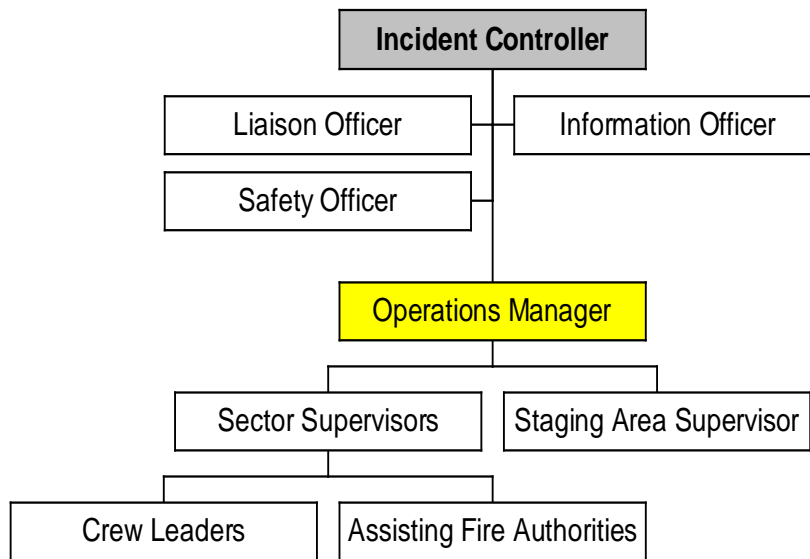 Incident Controller
Liaison Officer
Information Officer
Safety Officer
Operations Manager
Sector Supervisors
Staging Area Supervisor
Crew Leaders
Assisting Fire Authorities